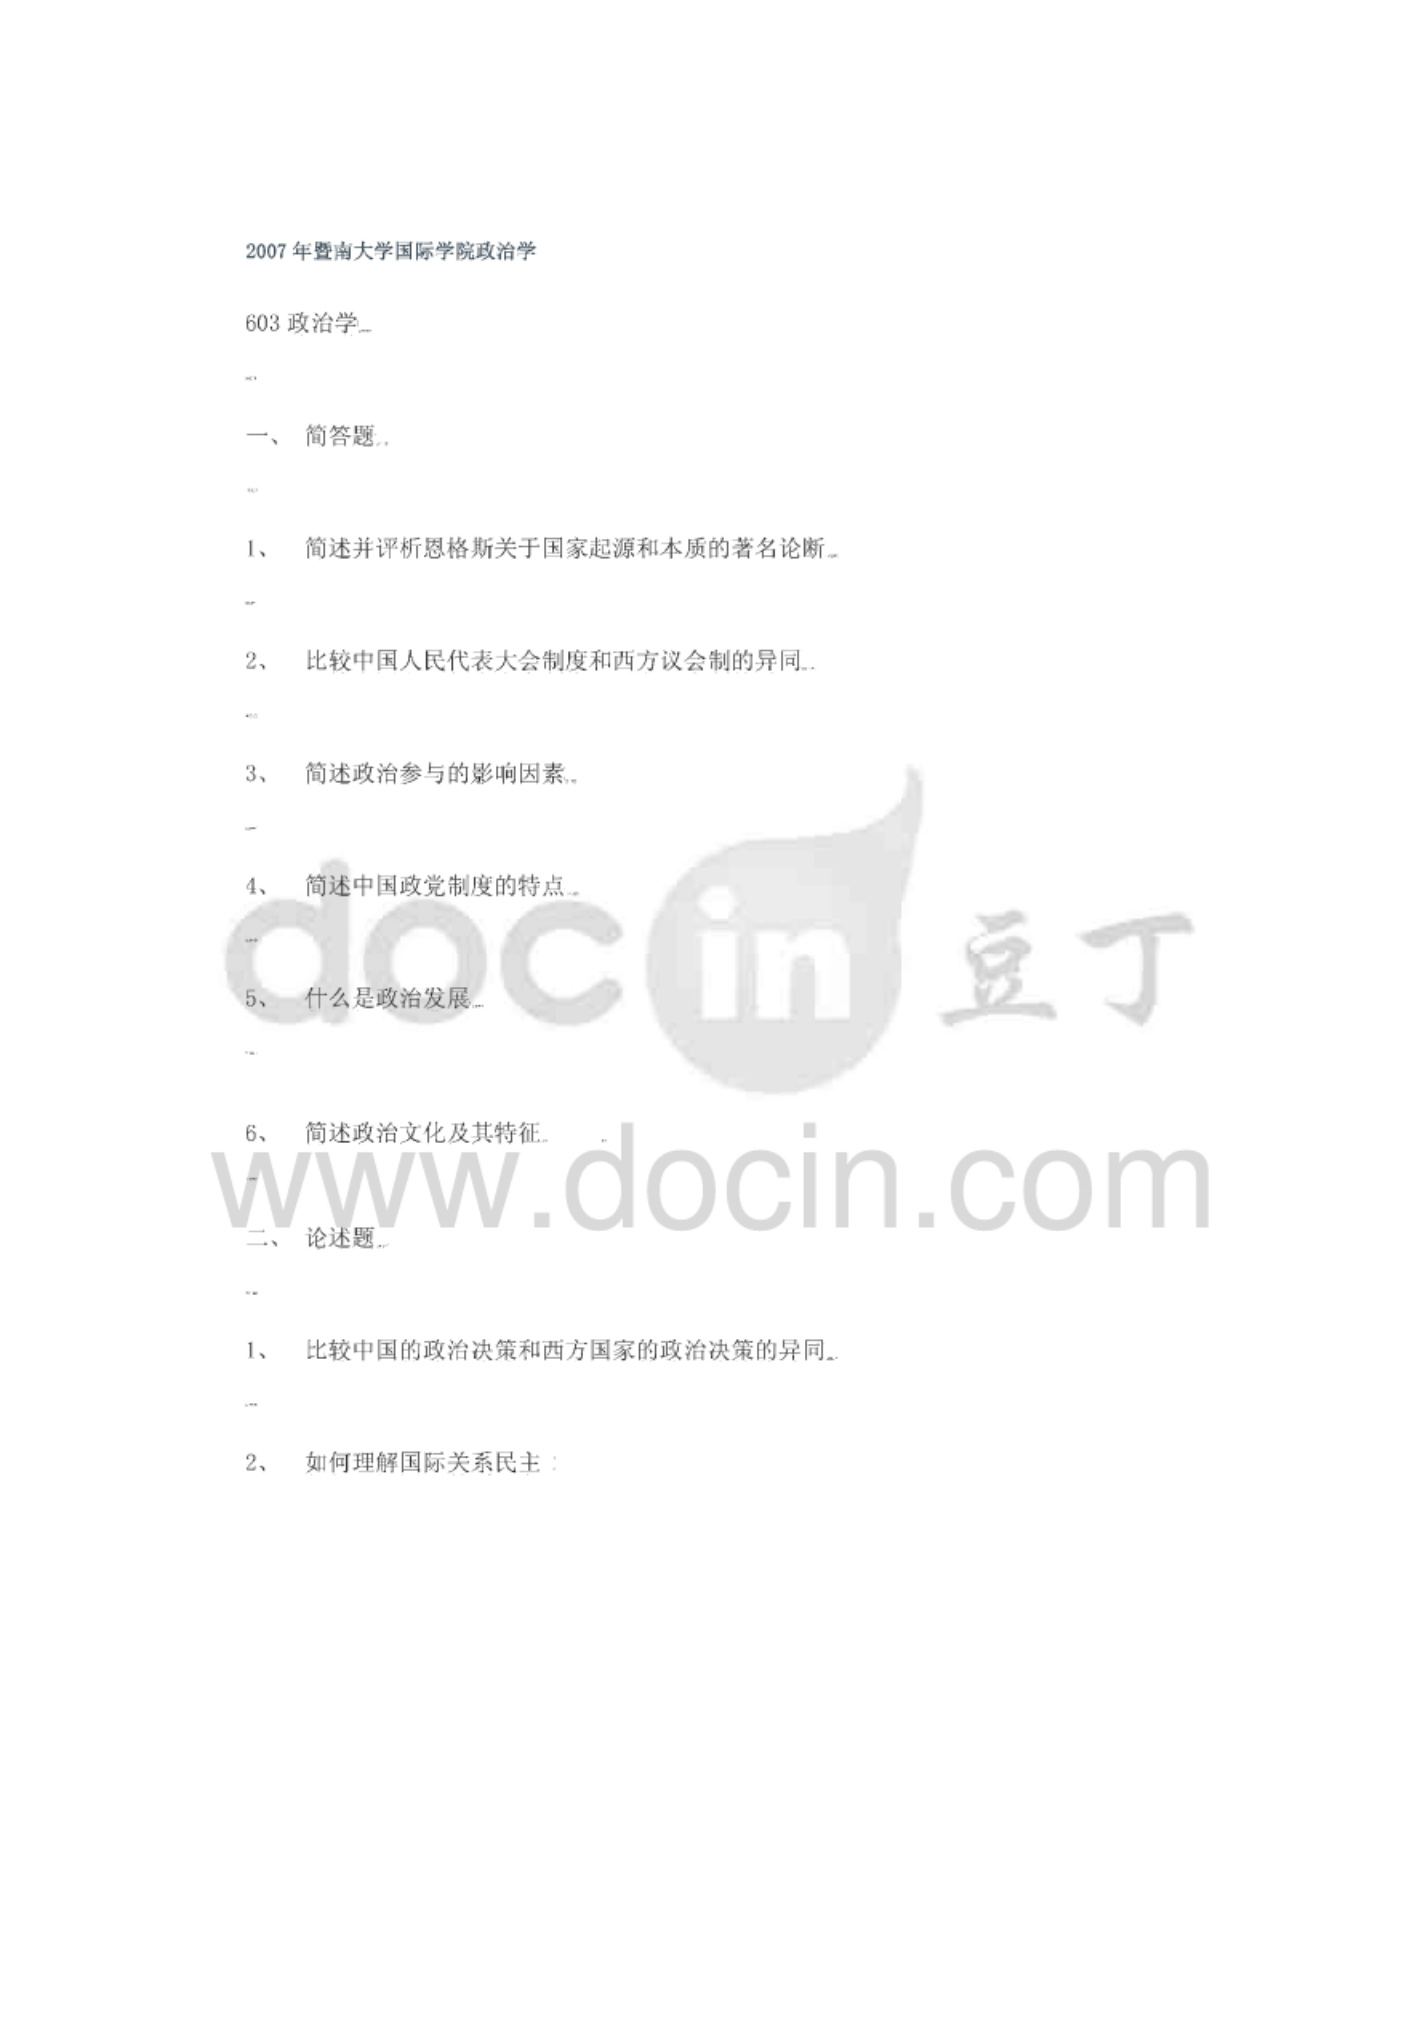 2007年暨南大学国际学院政治学
603 政治学
一、 简答题
1、 简述并评析恩格斯关于国家起源和本质的著名论断
2、 比较中国人民代表大会制度和西方议会制的异同
3、 简述政治参与的影响因素
4、 简述中国政党制度的特点
docin 豆丁
5、 什么是政治发展
6、 简述政治文化及其特征
www.docin.com
二、 论述题
1、 比较中国的政治决策和西方国家的政治决策的异同
2、 如何理解国际关系民主